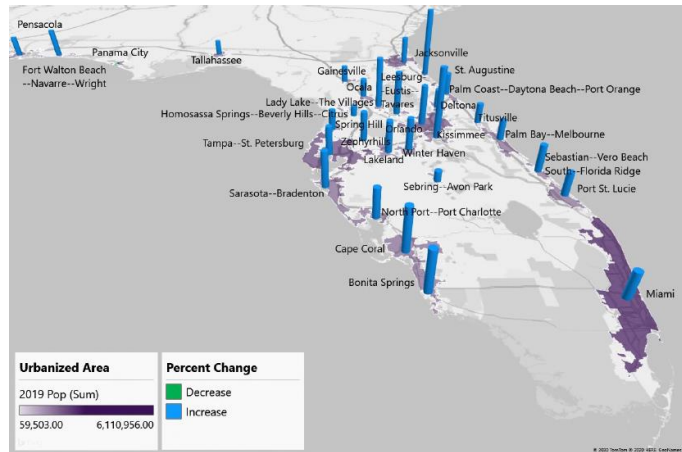 Pensacola
Fort Walton Beach
--Navarre--Wright
Panama City
Tallahassee
Jacksonville
Gainesville
Leesburg-
-Eustis--
Tavares
St. Augustine
Ocala
Palm Coast--Daytona Beach--Port Orange
Lady Lake--The Villages
Deltona
Homosassa Springs--Beverly Hills--Citrus
Titusville
Spring Hill
Orlando
Kissimmee
Palm Bay--Melbourne
Tampa--St. Petersburg
Zephyrhills
Winter Haven
Lakeland
Sebastian--Vero Beach
South--Florida Ridge
Sebring--Avon Park
Port St. Lucie
Sarasota--Bradenton
North Port--Port Charlotte
Cape Coral
Bonita Springs
Miami
Urbanized Area
2019 Pop (Sum)
59,503.00 6,110,956.00
Percent Change
Decrease
Increase